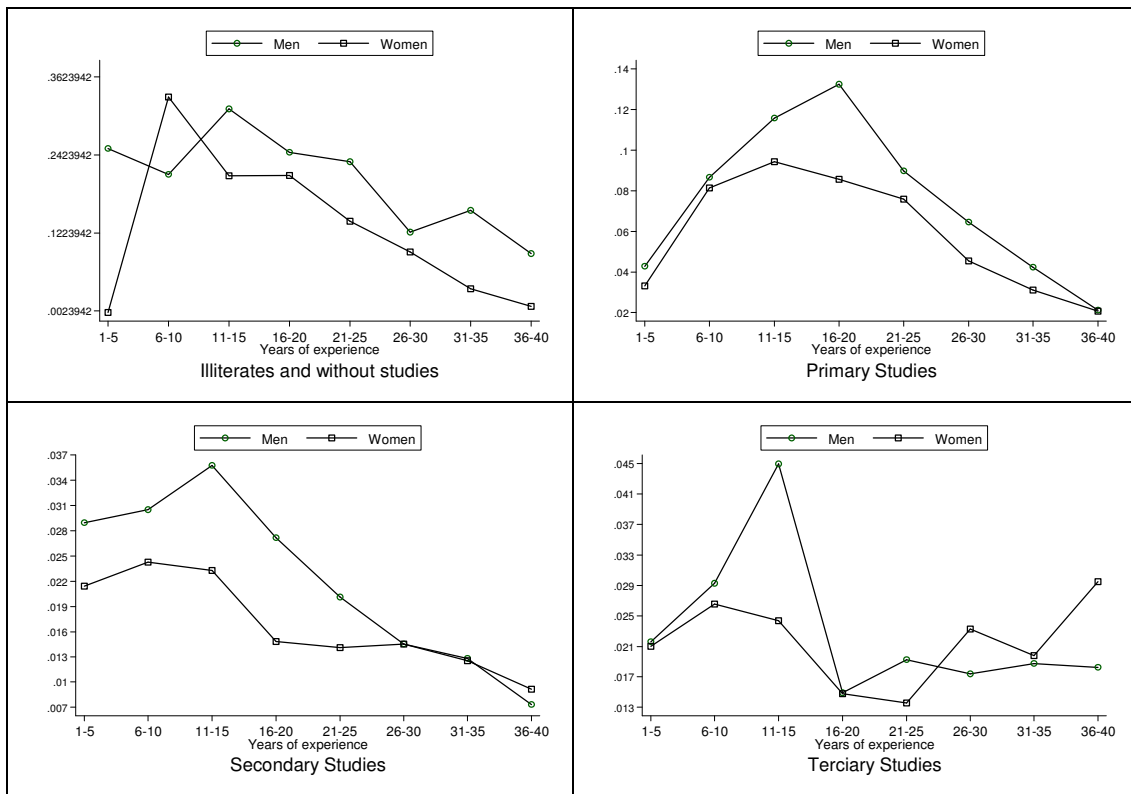 Men Women
.3623942
.2423942
.1223942
.0023942
1-5 6-10 11-15 16-20 21-25 26-30 31-35 36-40
Years of experience
Illiterates and without studies
Men Women
.14
.12
.1
.08
.06
.04
.02
1-5 6-10 11-15 16-20 21-25 26-30 31-35 36-40
Years of experience
Primary Studies
Men Women
.037
.034
.031
.028
.025
.022
.019
.016
.013
.01
.007
1-5 6-10 11-15 16-20 21-25 26-30 31-35 36-40
Years of experience
Secondary Studies
Men Women
.045
.041
.037
.033
.029
.025
.021
.017
.013
1-5 6-10 11-15 16-20 21-25 26-30 31-35 36-40
Years of experience
Terciary Studies